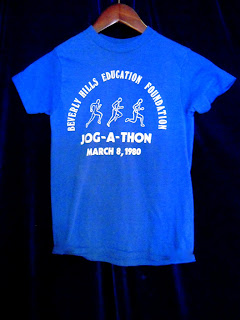 BEVERLY HILLS EDUCATION FOUNDATION
JOG-A-THON
MARCH 8, 1980